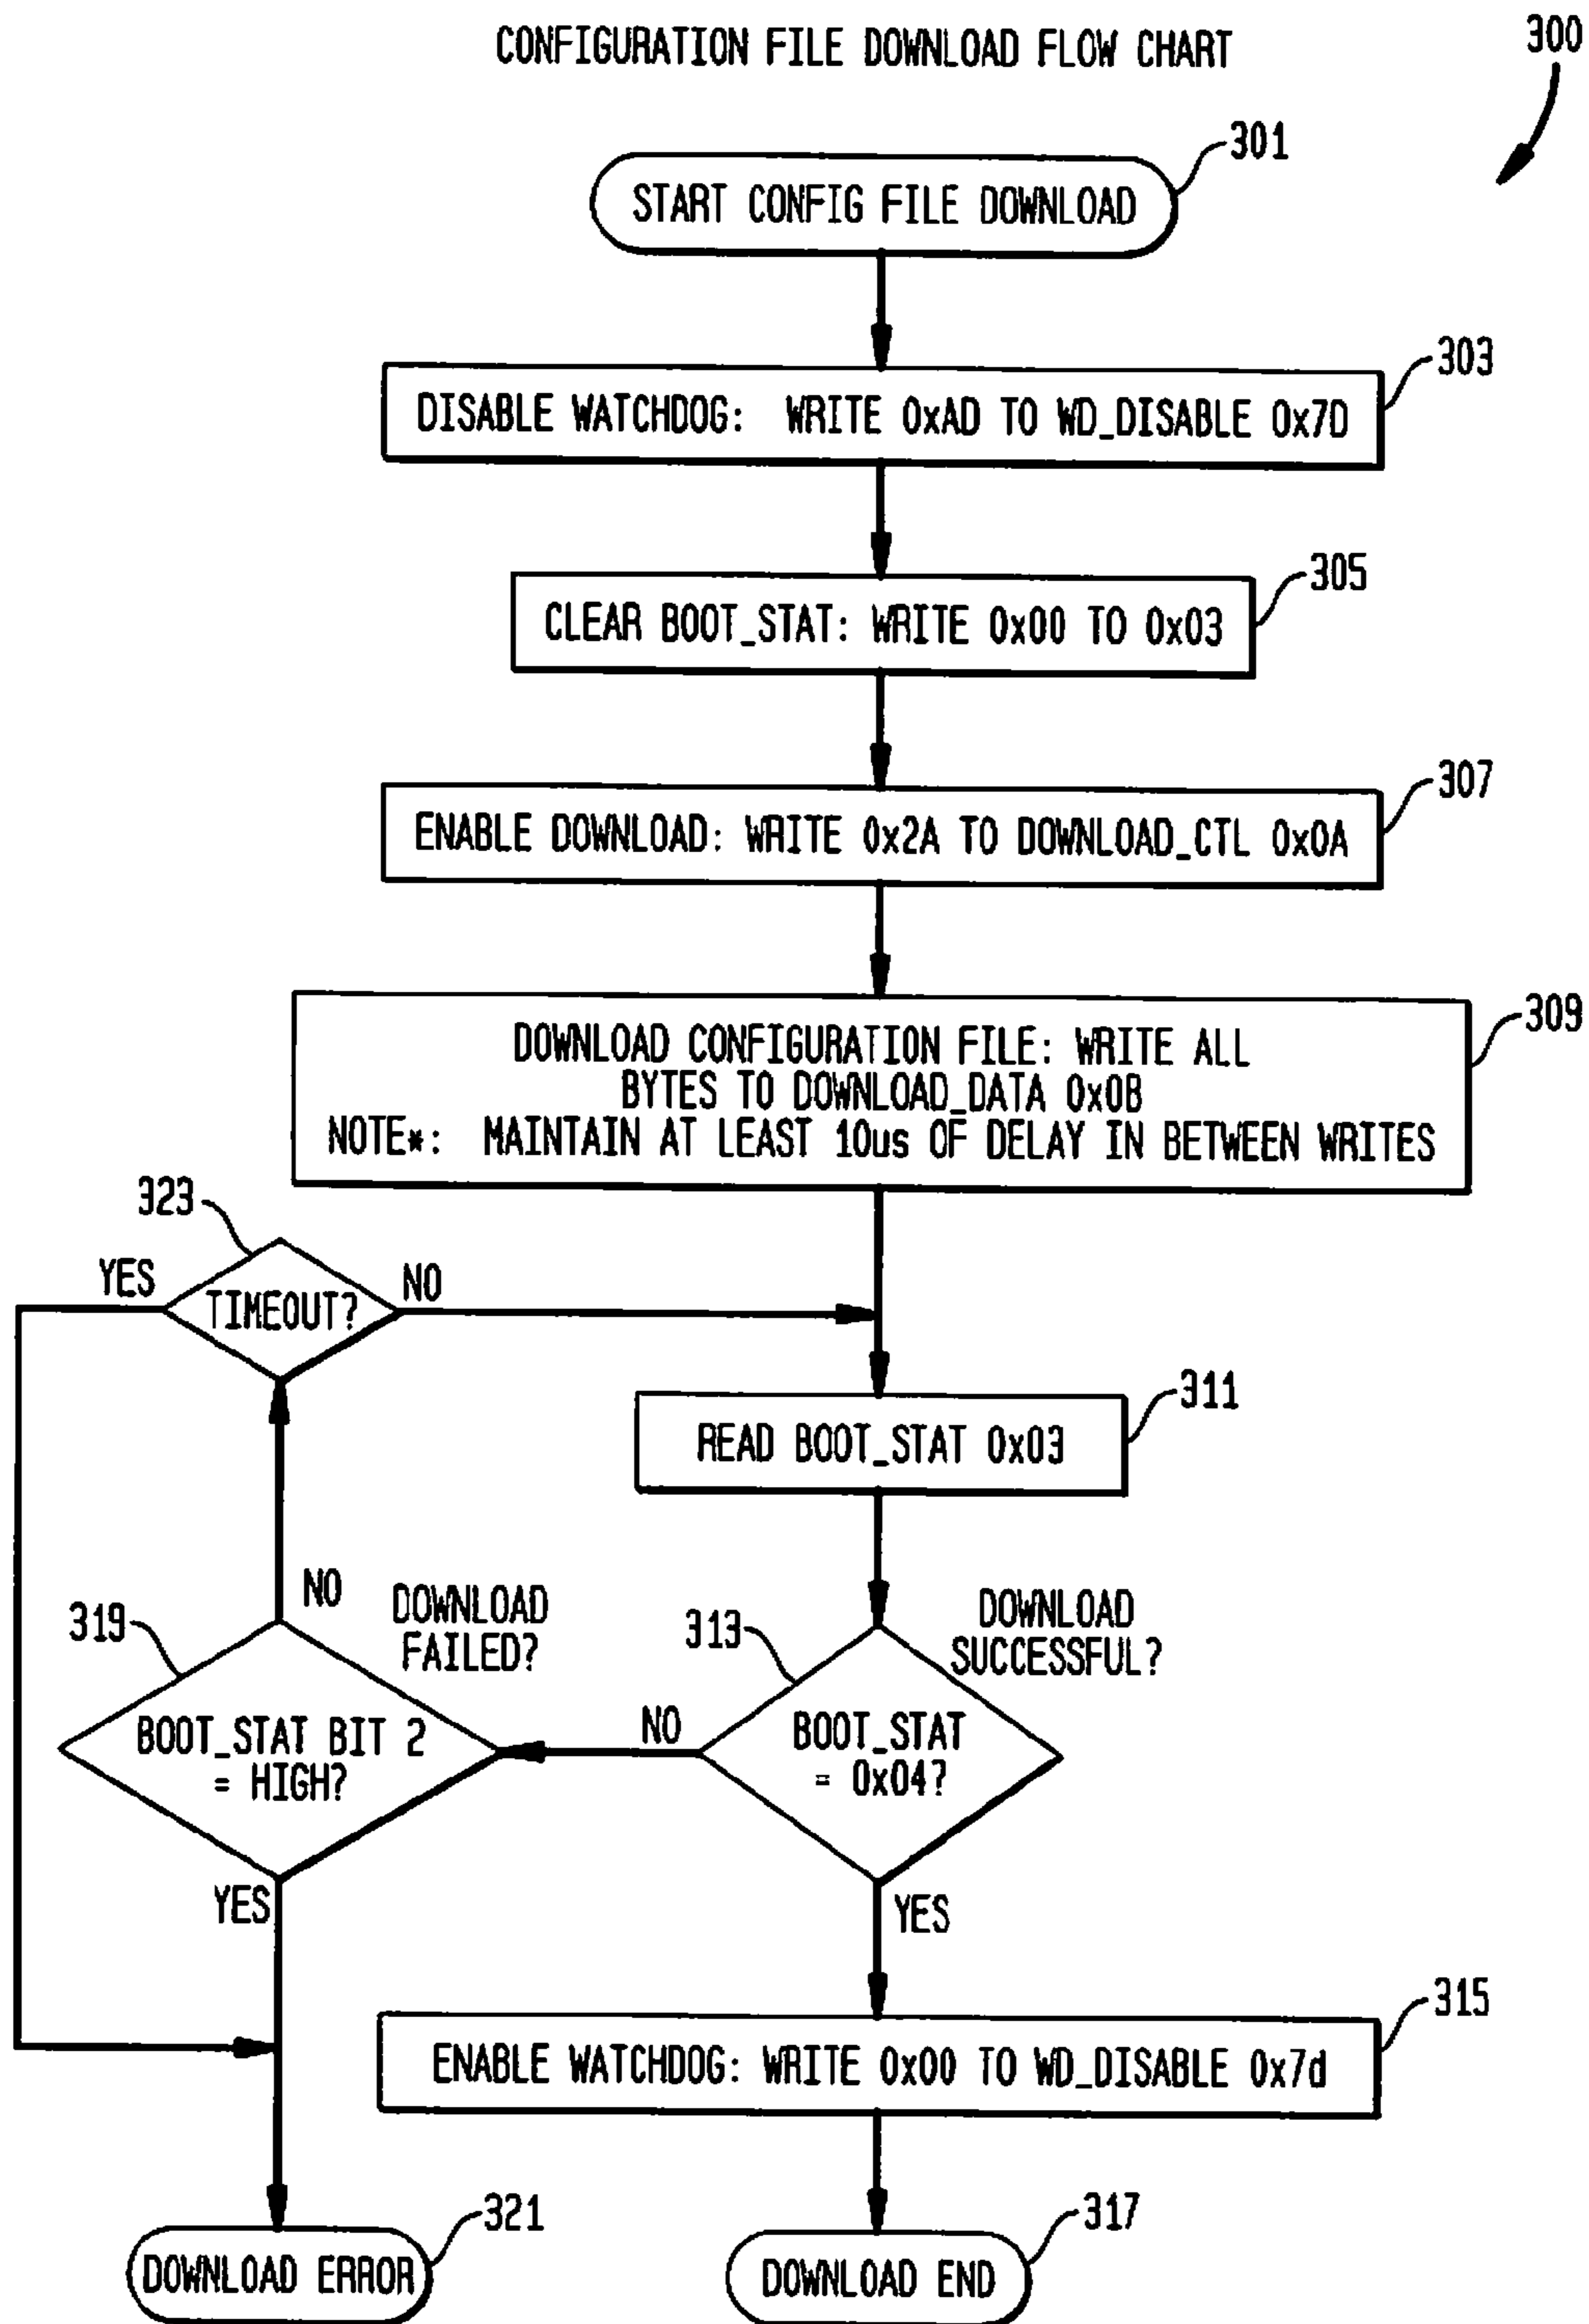 CONFIGURATION FILE DOWNLOAD FLOW CHART
300
301
START CONFIG FILE DOWNLOAD
303
DISABLE WATCHDOG: WRITE 0xAD TO WD_DISABLE 0x7D
305
CLEAR BOOT_STAT: WRITE 0x00 TO 0x03
307
ENABLE DOWNLOAD: WRITE 0x2A TO DOWNLOAD_CTL 0x0A
309
DOWNLOAD CONFIGURATION FILE: WRITE ALL
BYTES TO DOWNLOAD_DATA 0x0B
NOTE*: MAINTAIN AT LEAST 10us OF DELAY IN BETWEEN WRITES
323
YES
NO
TIMEOUT?
311
READ BOOT_STAT 0x03
NO
DOWNLOAD
FAILED?
319
BOOT_STAT BIT 2
= HIGH?
NO
313
DOWNLOAD
SUCCESSFUL?
BOOT_STAT
= 0x04?
YES
YES
315
ENABLE WATCHDOG: WRITE 0x00 TO WD_DISABLE 0x7d
321
DOWNLOAD ERROR
317
DOWNLOAD END